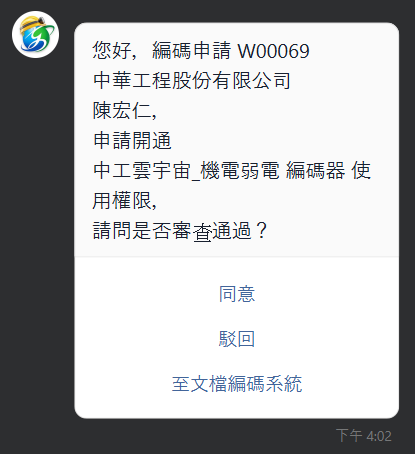 您好，編碼申請 W00069
中華工程股份有限公司
陳宏仁，
申請開通
中工雲宇宙_機電弱電 編碼器 使
用權限，
請問是否審查通過？
同意
駁回
至文檔編碼系統
下午 4:02